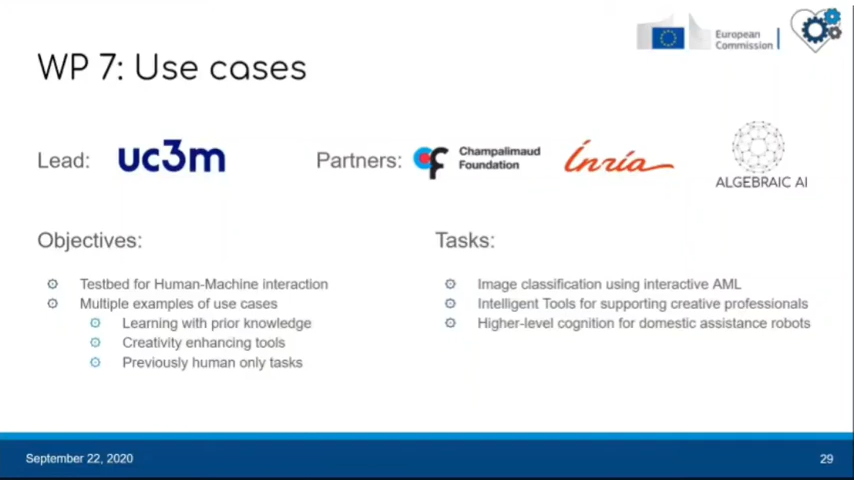 European
Commission
WP 7: Use cases
Lead: uc3m
Partners: Champalimaud
Foundation
Inria
ALGEBRAIC AI
Objectives:
Testbed for Human-Machine interaction
Multiple examples of use cases
Learning with prior knowledge
Creativity enhancing tools
Previously human only tasks
Tasks:
Image classification using interactive AML
Intelligent Tools for supporting creative professionals
Higher-level cognition for domestic assistance robots
September 22, 2020
29